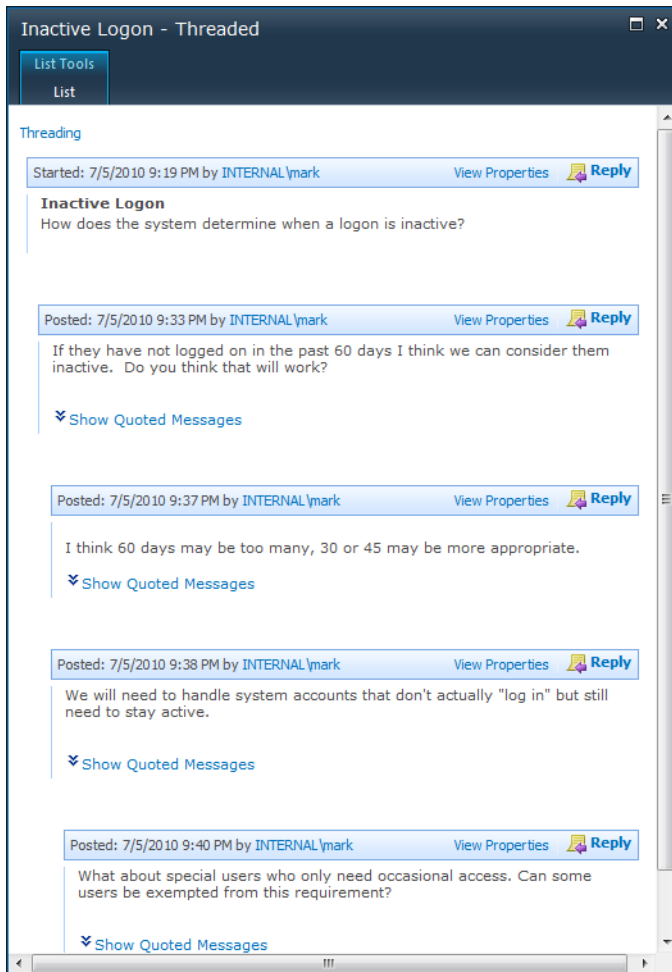 Inactive Logon - Threaded
List Tools
List
Threading
Started: 7/5/2010 9:19 PM by INTERNAL\mark View Properties Reply
Inactive Logon
How does the system determine when a logon is inactive?
Posted: 7/5/2010 9:33 PM by INTERNAL\mark View Properties Reply
If they have not logged on in the past 60 days I think we can consider them
inactive.  Do you think that will work?
Show Quoted Messages
Posted: 7/5/2010 9:37 PM by INTERNAL\mark View Properties Reply
I think 60 days may be too many, 30 or 45 may be more appropriate.
Show Quoted Messages
Posted: 7/5/2010 9:38 PM by INTERNAL\mark View Properties Reply
We will need to handle system accounts that don't actually "log in" but still
need to stay active.
Show Quoted Messages
Posted: 7/5/2010 9:40 PM by INTERNAL\mark View Properties Reply
What about special users who only need occasional access. Can some
users be exempted from this requirement?
Show Quoted Messages